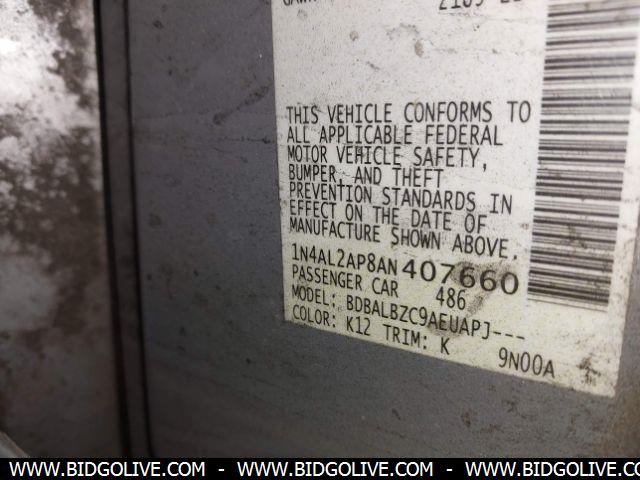 THIS VEHICLE CONFORMS TO
ALL APPLICABLE FEDERAL
MOTOR VEHICLE SAFETY,
BUMPER, AND THEFT
PREVENTION STANDARDS IN
EFFECT ON THE DATE OF
MANUFACTURE SHOWN ABOVE.
1N4AL2AP8AN407660
PASSENGER CAR 486
MODEL: BDBALBZC9AEUAPJ---
COLOR: K12 TRIM: K 9N00A
WWW.BIDGOLIVE.COM - WWW.BIDGOLIVE.COM - WWW.BIDGOLIVE.COM